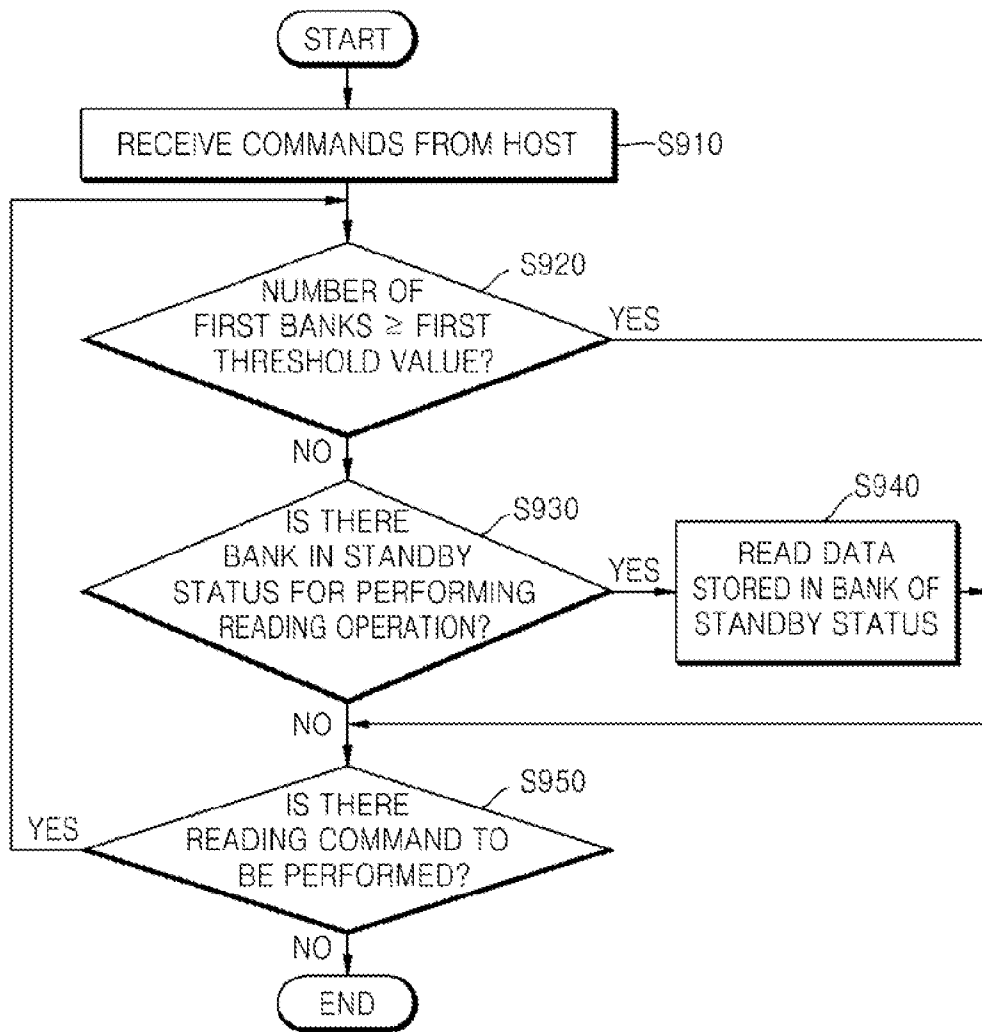 START
RECEIVE COMMANDS FROM HOST
S910
S920
NUMBER OF
FIRST BANKS ≥ FIRST
THRESHOLD VALUE?
YES
NO
S930
IS THERE
BANK IN STANDBY
STATUS FOR PERFORMING
READING OPERATION?
YES
S940
READ DATA
STORED IN BANK OF
STANDBY STATUS
NO
S950
IS THERE
READING COMMAND TO
BE PERFORMED?
YES
NO
END